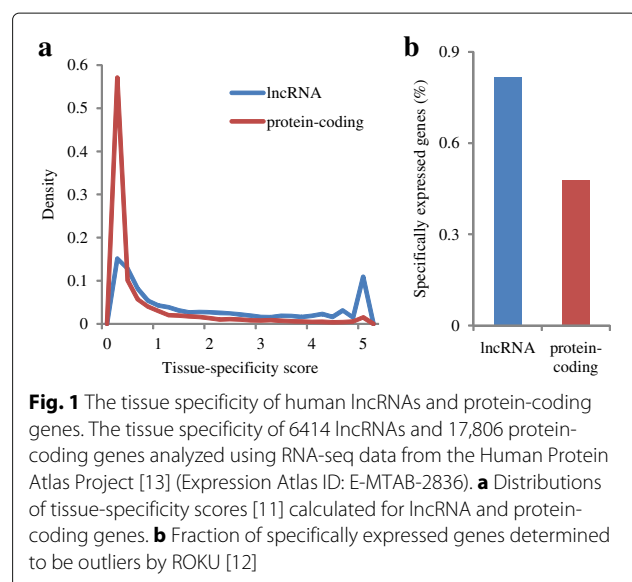 a
0.6
0.5
0.4
0.3
0.2
0.1
0
Density
lncRNA
protein-coding
0 1 2 3 4 5
Tissue-specificity score
b
0.9
0.6
0.3
0
Specifically expressed genes (%)
lncRNA
protein-
coding
Fig. 1 The tissue specificity of human lncRNAs and protein-coding
genes. The tissue specificity of 6414 lncRNAs and 17,806 protein-
coding genes analyzed using RNA-seq data from the Human Protein
Atlas Project [13] (Expression Atlas ID: E-MTAB-2836). a Distributions
of tissue-specificity scores [11] calculated for lncRNA and protein-
coding genes. b Fraction of specifically expressed genes determined
to be outliers by ROKU [12]